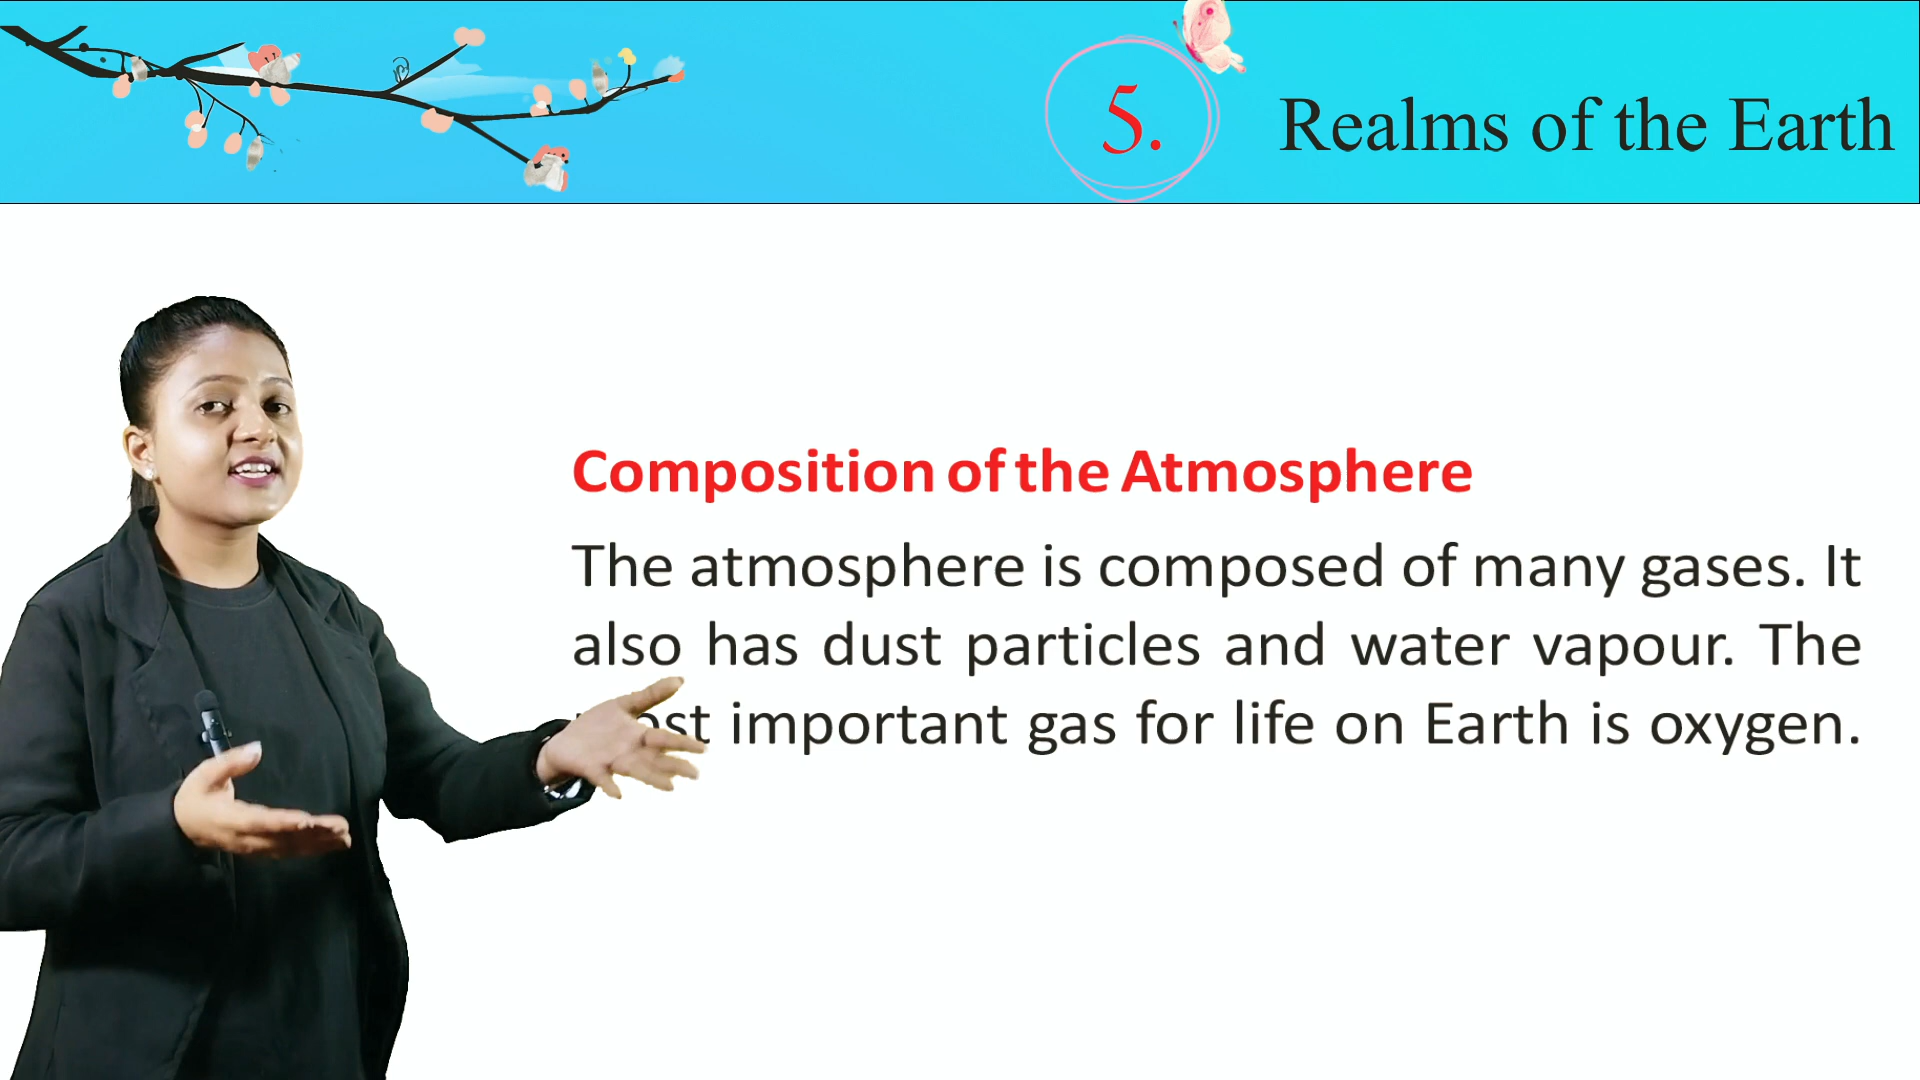 5. Realms of the Earth
Composition of the Atmosphere
The atmosphere is composed of many gases. It
also has dust particles and water vapour. The
important gas for life on Earth is oxygen.